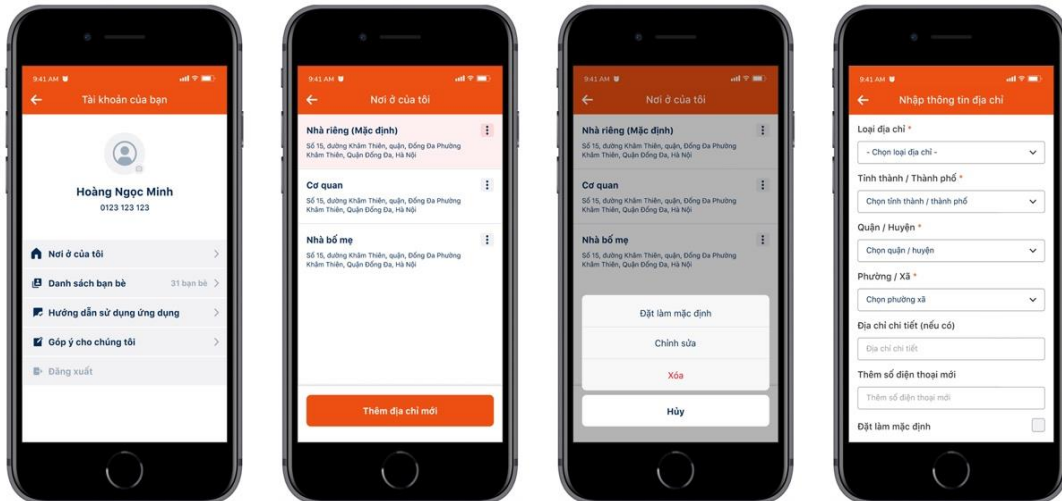 9:41 AM
Tài khoản của bạn
Hoàng Ngọc Minh
0123 123 123
Nơi ở của tôi
Danh sách bạn bè 31 bạn bè
Hướng dẫn sử dụng ứng dụng
Góp ý cho chúng tôi
Đăng xuất
9:41 AM
Nơi ở của tôi
Nhà riêng (Mặc định)
Số 15, đường Khâm Thiên, quận, Đống Đa Phường
Khâm Thiên, Quận Đống Đa, Hà Nội
Cơ quan
Số 15, đường Khâm Thiên, quận, Đống Đa Phường
Khâm Thiên, Quận Đống Đa, Hà Nội
Nhà bố mẹ
Số 15, đường Khâm Thiên, quận, Đống Đa Phường
Khâm Thiên, Quận Đống Đa, Hà Nội
Thêm địa chỉ mới
9:41 AM
Nơi ở của tôi
Nhà riêng (Mặc định)
Số 15, đường Khâm Thiên, quận, Đống Đa Phường
Khâm Thiên, Quận Đống Đa, Hà Nội
Cơ quan
Số 15, đường Khâm Thiên, quận, Đống Đa Phường
Khâm Thiên, Quận Đống Đa, Hà Nội
Nhà bố mẹ
Số 15, đường Khâm Thiên, quận, Đống Đa Phường
Khâm Thiên, Quận Đống Đa, Hà Nội
Đặt làm mặc định
Chỉnh sửa
Xóa
Hủy
9:41 AM
Nhập thông tin địa chỉ
Loại địa chỉ *
- Chọn loại địa chỉ -
Tỉnh thành / Thành phố *
Chọn tỉnh thành / thành phố
Quận / Huyện *
Chọn quận / huyện
Phường / Xã *
Chọn phường xã
Địa chỉ chi tiết (nếu có)
Địa chỉ chi tiết
Thêm số điện thoại mới
Thêm số điện thoại mới
Đặt làm mặc định